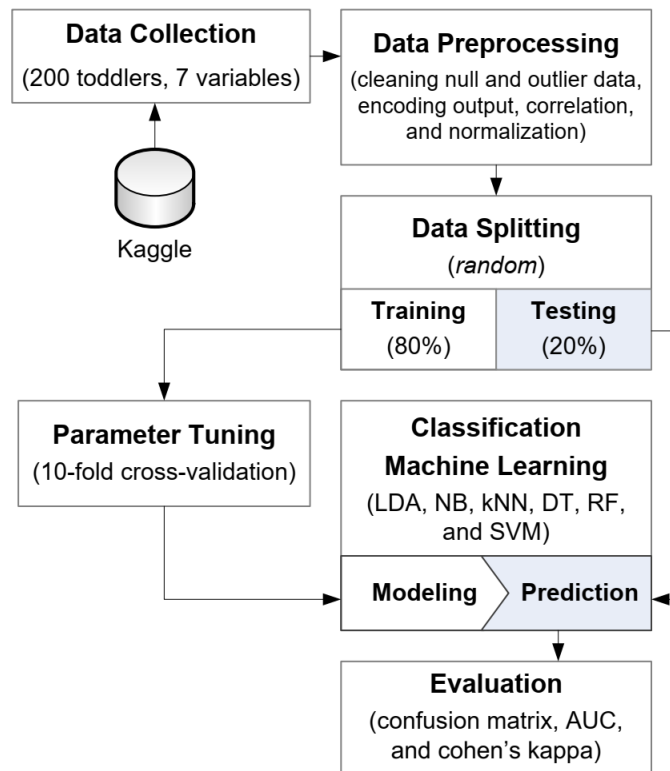 Data Collection
(200 toddlers, 7 variables)
Kaggle
Data Preprocessing
(cleaning null and outlier data,
encoding output, correlation,
and normalization)
Data Splitting
(random)
Training
(80%)
Testing
(20%)
Parameter Tuning
(10-fold cross-validation)
Classification
Machine Learning
(LDA, NB, kNN, DT, RF,
and SVM)
Modeling
Prediction
Evaluation
(confusion matrix, AUC,
and cohen's kappa)